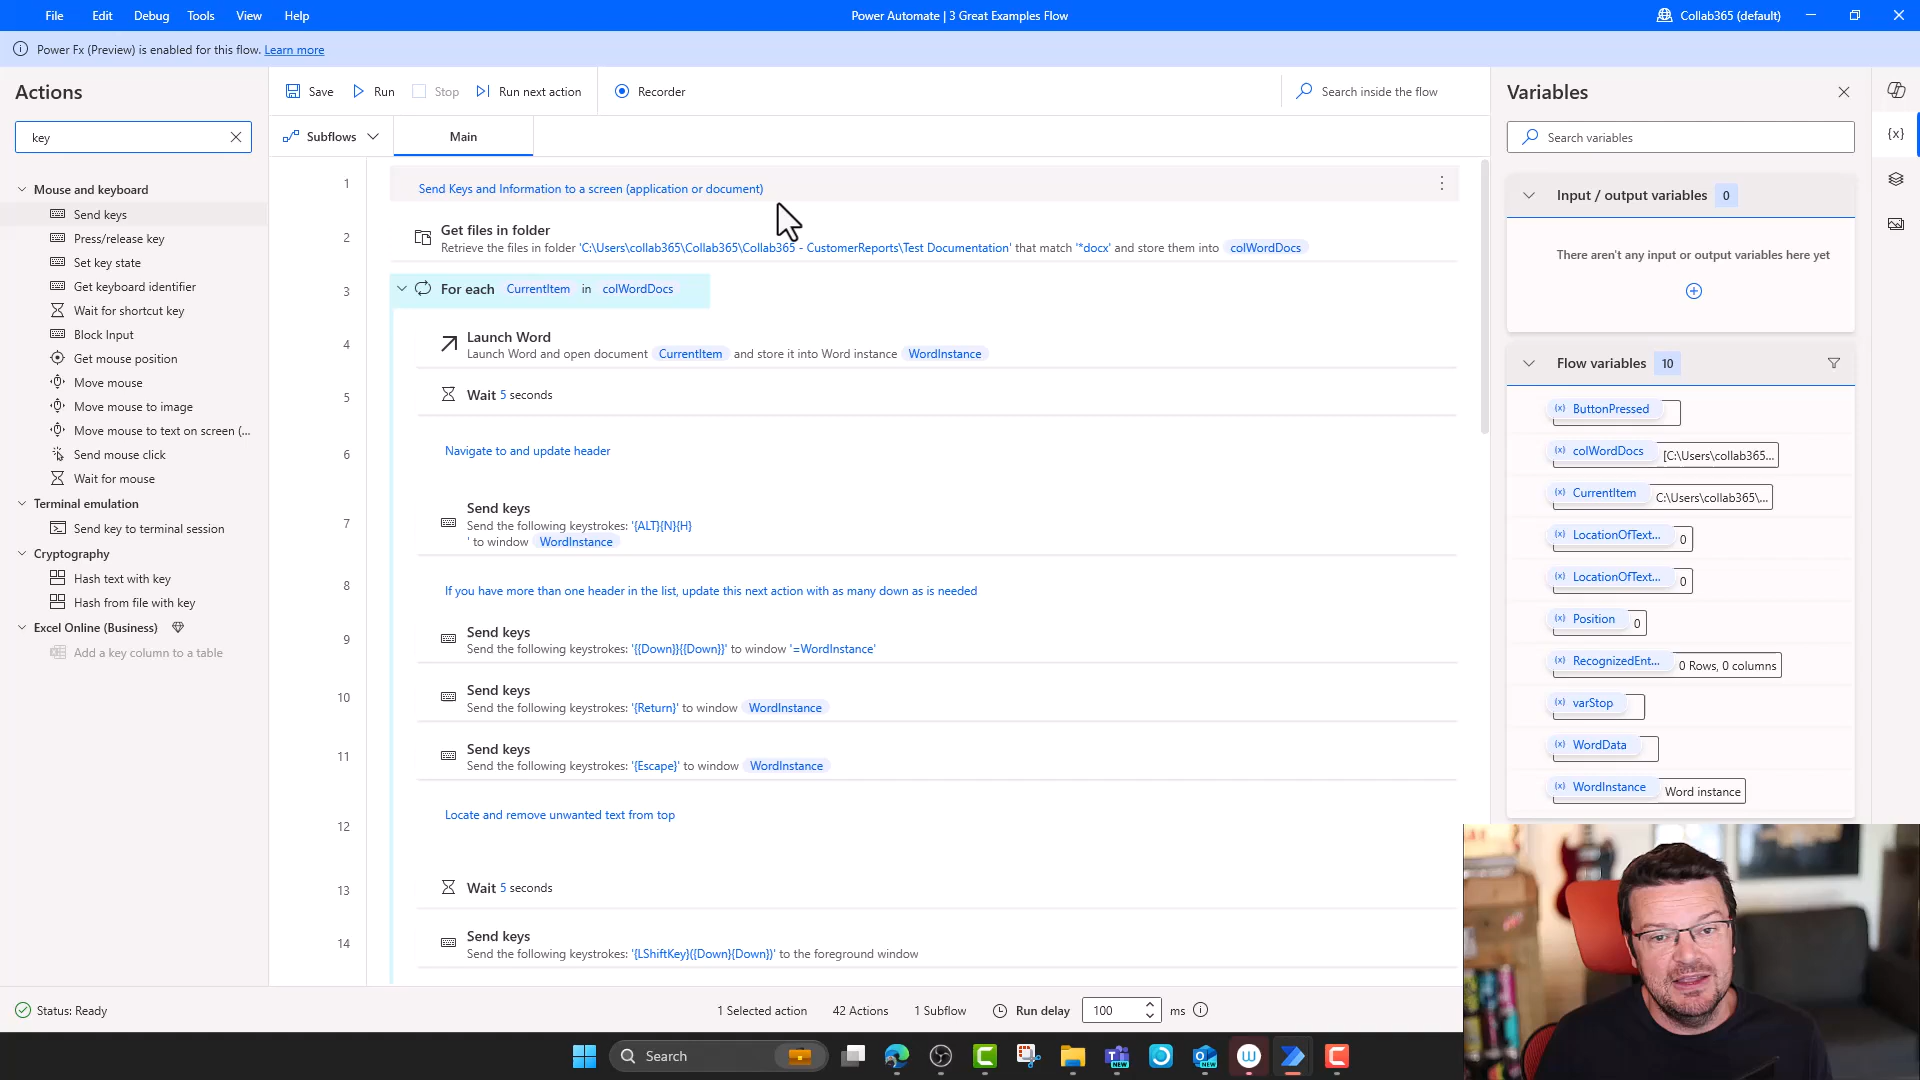 File Edit Debug Tools View Help
Power Automate | 3 Great Examples Flow
Collab365 (default)
Power Fx (Preview) is enabled for this flow. Learn more
Actions
key
Mouse and keyboard
Send keys
Press/release key
Set key state
Get keyboard identifier
Wait for shortcut key
Block Input
Get mouse position
Move mouse
Move mouse to image
Move mouse to text on screen (...
Send mouse click
Wait for mouse
Terminal emulation
Send key to terminal session
Cryptography
Hash text with key
Hash from file with key
Excel Online (Business)
Add a key column to a table
Save Run Stop Run next action Recorder
Search inside the flow
Subflows
Main
1
Send Keys and Information to a screen (application or document)
2
Get files in folder
Retrieve the files in folder 'C:\Users\collab365\Collab365\Collab365 - CustomerReports\Test Documentation' that match '*docx' and store them into colWordDocs
3
For each CurrentItem in colWordDocs
4
Launch Word
Launch Word and open document CurrentItem and store it into Word instance WordInstance
5
Wait 5 seconds
6
Navigate to and update header
7
Send keys
Send the following keystrokes: '{ALT}{N}{H}
' to window WordInstance
8
If you have more than one header in the list, update this next action with as many down as is needed
9
Send keys
Send the following keystrokes: '{{Down}}{{Down}}' to window '=WordInstance'
10
Send keys
Send the following keystrokes: '{Return}' to window WordInstance
11
Send keys
Send the following keystrokes: '{Escape}' to window WordInstance
12
Locate and remove unwanted text from top
13
Wait 5 seconds
14
Send keys
Send the following keystrokes: '{LShiftKey}({Down}{Down})' to the foreground window
Variables
{x}
Search variables
Input / output variables 0
There aren't any input or output variables here yet
Flow variables 10
(x) ButtonPressed
(x) colWordDocs [C:\Users\collab365...
(x) CurrentItem C:\Users\collab365\...
(x) LocationOfText... 0
(x) LocationOfText... 0
(x) Position 0
(x) RecognizedEnt... 0 Rows, 0 columns
(x) varStop
(x) WordData
(x) WordInstance Word instance
Status: Ready
1 Selected action 42 Actions 1 Subflow Run delay 100 ms
Search
NEW
NEW
W